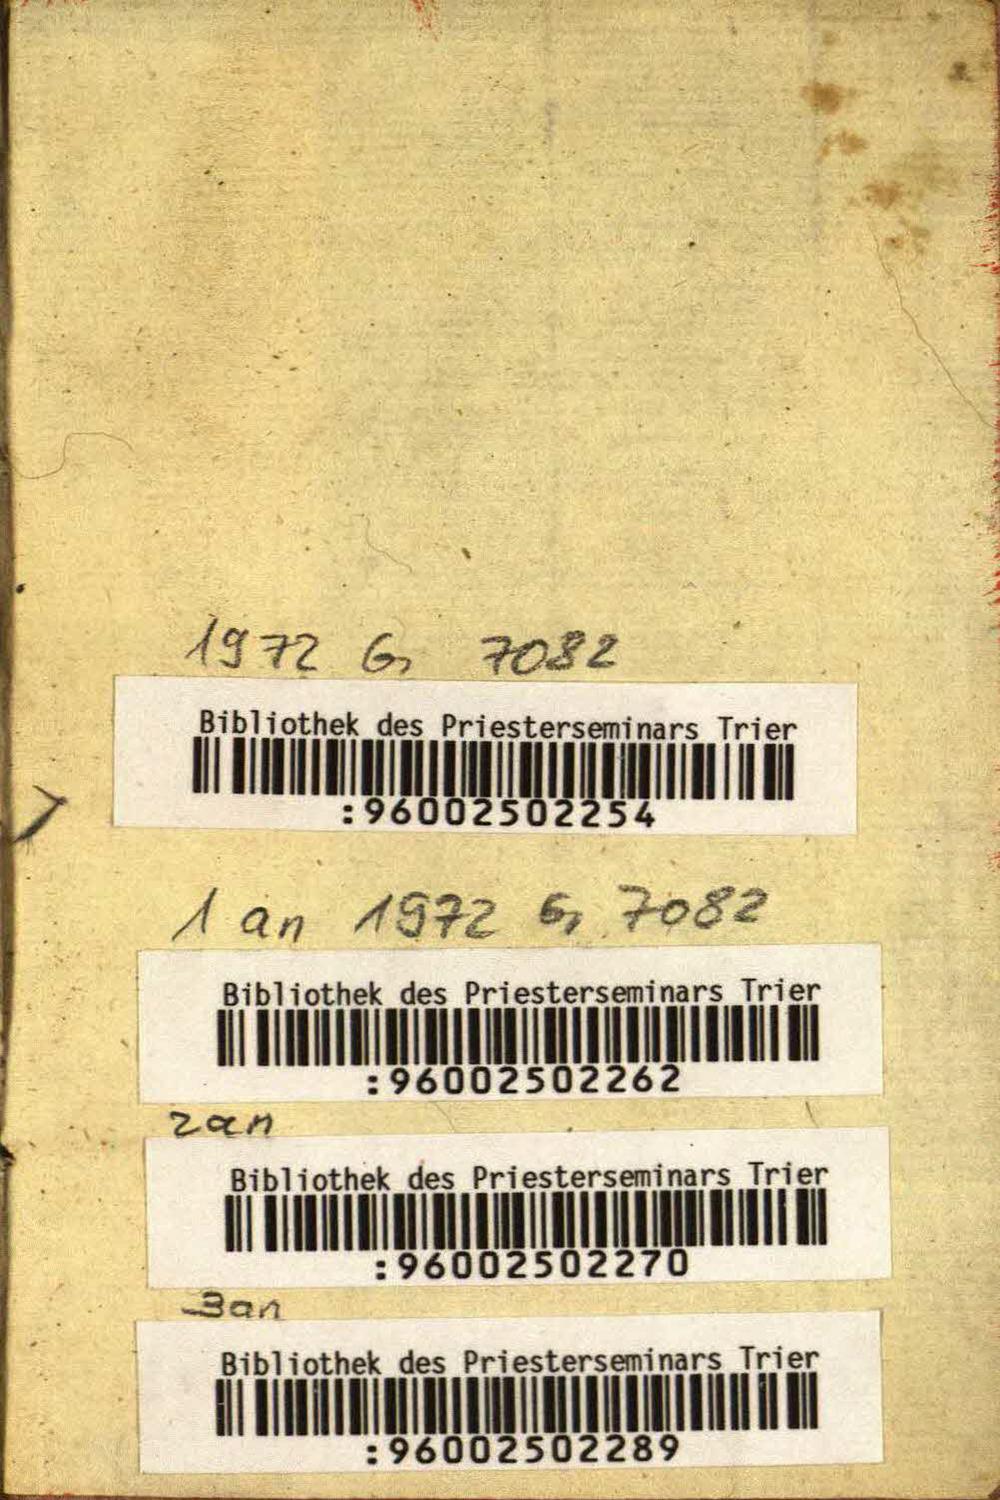 1972 G, 7082
Bibliothek des Priesterseminars Trier
:96002502254
1 an 1972 G, 7082
Bibliothek des Priesterseminars Trier
:96002502262
2an
Bibliothek des Priesterseminars Trier
:96002502270
3an
Bibliothek des Priesterseminars Trier
:96002502289